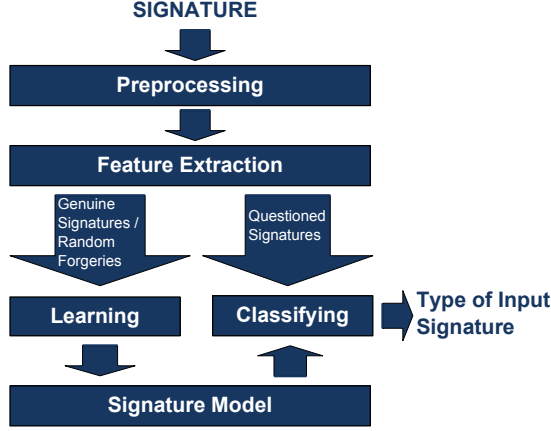 SIGNATURE
Preprocessing
Feature Extraction
Genuine
Signatures /
Random
Forgeries
Questioned
Signatures
Learning
Classifying
Type of Input
Signature
Signature Model